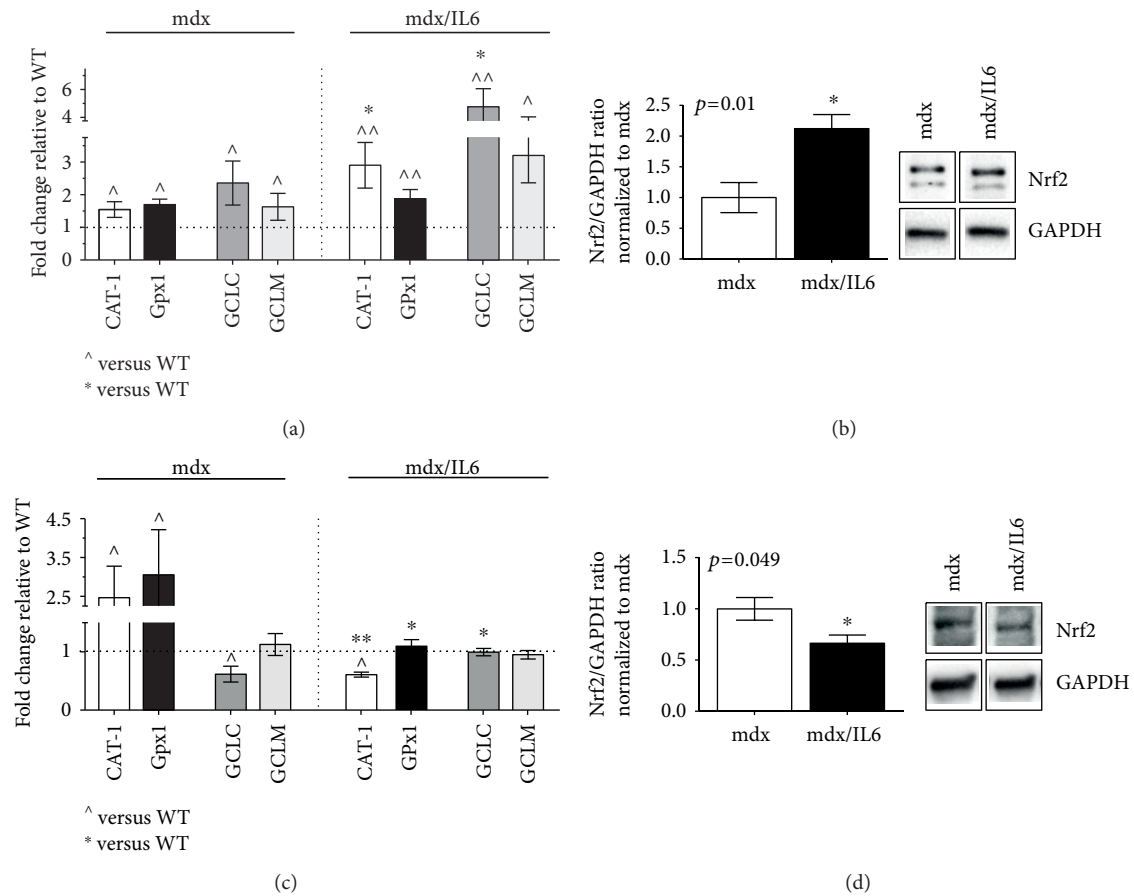 mdx
mdx/IL6
Fold change relative to WT
6
4
3
2
1
0
^
^
^
^
*
^^
^^
*
^^
^
CAT-1
Gpx1
GCLC
GCLM
CAT-1
GPx1
GCLC
GCLM
^ versus WT
* versus WT
(a)
Nrf2/GAPDH ratio
normalized to mdx
2.5
2.0
1.5
1.0
0.5
0.0
p=0.01
*
mdx
mdx/IL6
mdx
mdx/IL6
Nrf2
GAPDH
(b)
mdx
mdx/IL6
Fold change relative to WT
4.5
3.5
2.5
1
0
^
^
^
**
^
*
*
CAT-1
Gpx1
GCLC
GCLM
CAT-1
GPx1
GCLC
GCLM
^ versus WT
* versus WT
(c)
Nrf2/GAPDH ratio
normalized to mdx
1.5
1.0
0.5
0.0
p=0.049
*
mdx
mdx/IL6
mdx
mdx/IL6
Nrf2
GAPDH
(d)